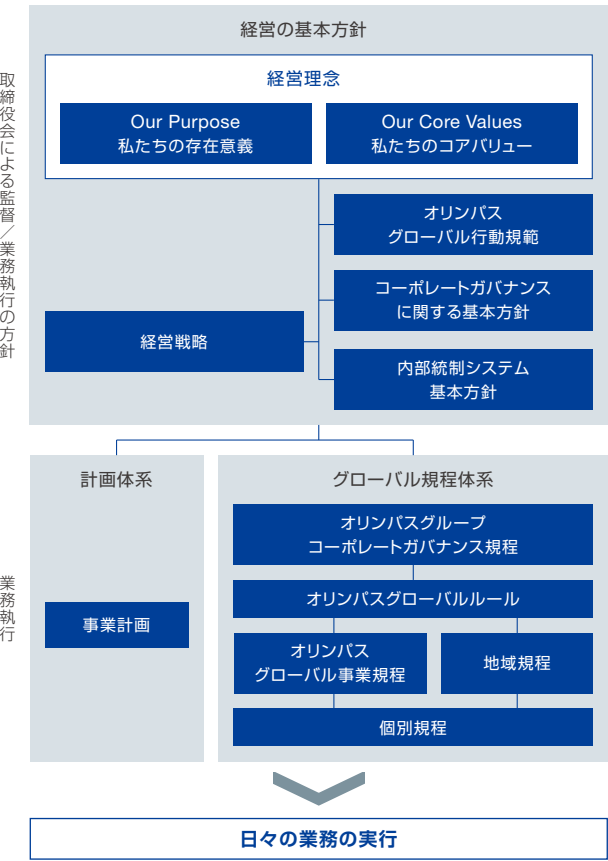 経営の基本方針
取締役会による監督／業務執行の方針
経営理念
Our Purpose
私たちの存在意義
Our Core Values
私たちのコアバリュー
オリンパス
グローバル行動規範
コーポレートガバナンス
に関する基本方針
経営戦略
内部統制システム
基本方針
業務執行
計画体系
事業計画
グローバル規程体系
オリンパスグループ
コーポレートガバナンス規程
オリンパスグローバルルール
オリンパス
グローバル事業規程
地域規程
個別規程
日々の業務の実行